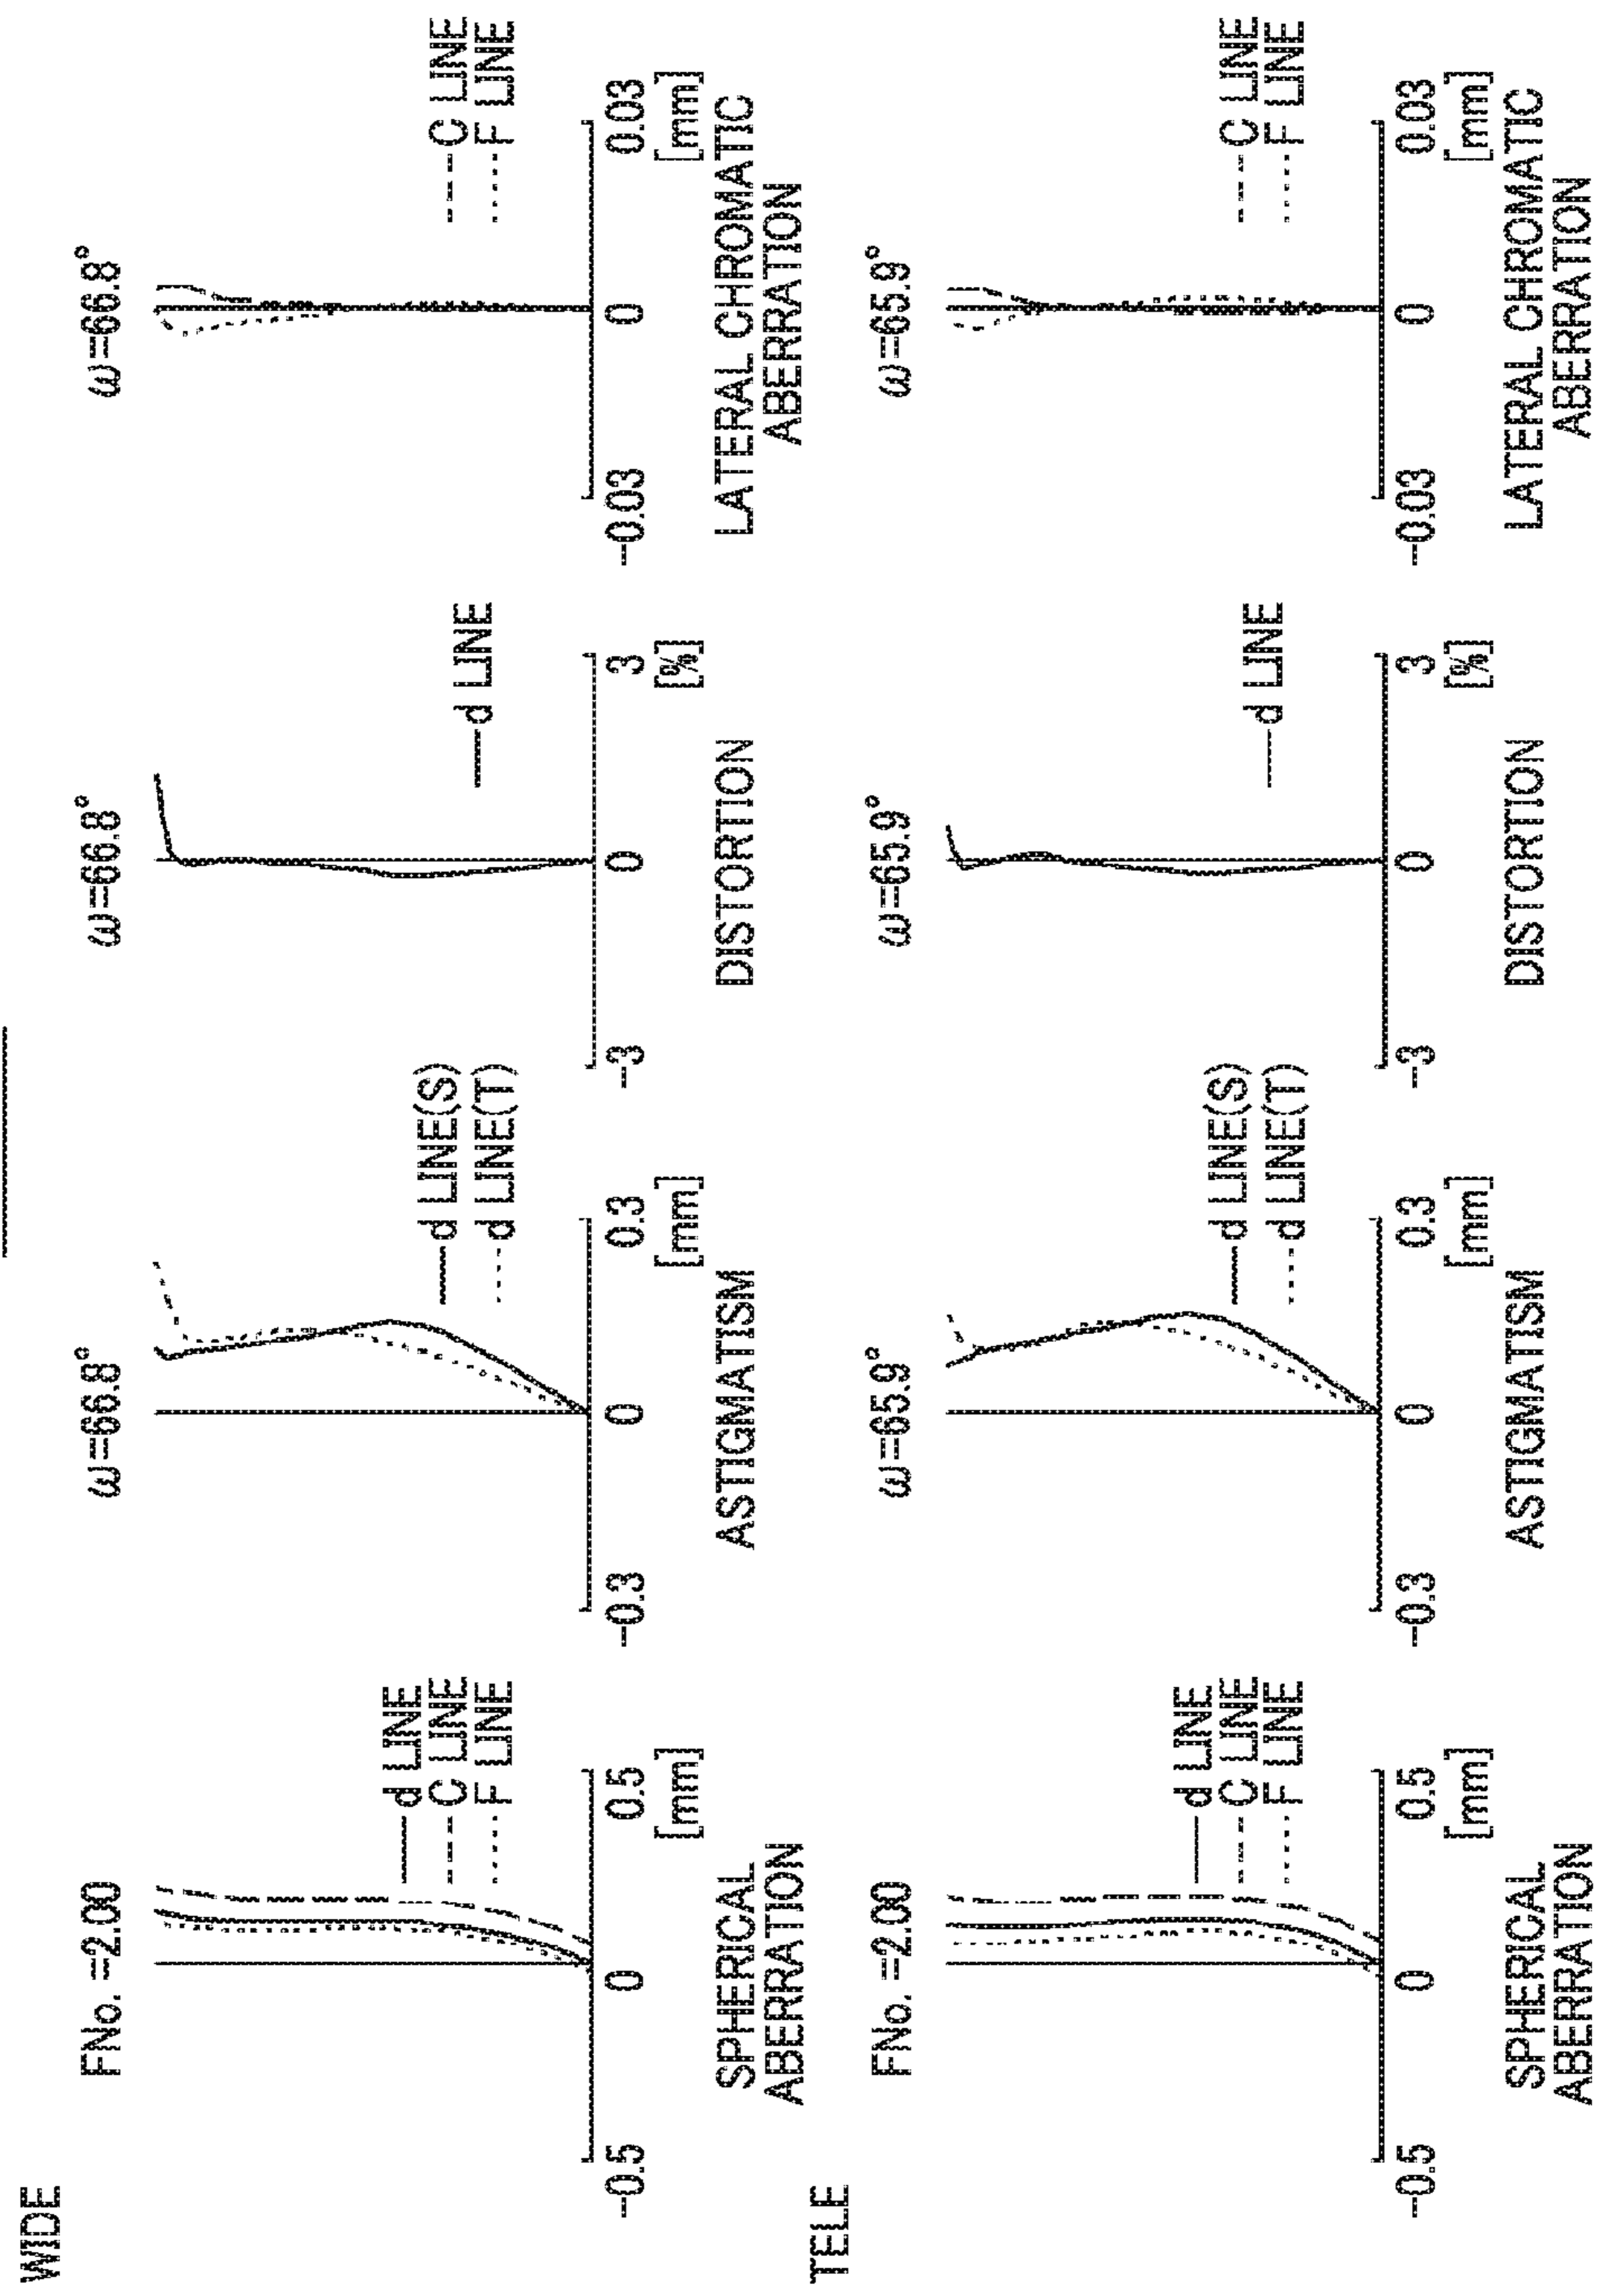 WIDE
FNo. =2.00
d LINE
C LINE
F LINE
-0.5 0 0.5
[mm]
SPHERICAL
ABERRATION
ω=66.8°
d LINE(S)
d LINE(T)
-0.3 0 0.3
[mm]
ASTIGMATISM
ω=66.8°
d LINE
-3 0 3
[%]
DISTORTION
ω=66.8°
C LINE
F LINE
-0.03 0 0.03
[mm]
LATERAL CHROMATIC
ABERRATION
TELE
FNo. =2.00
d LINE
C LINE
F LINE
-0.5 0 0.5
[mm]
SPHERICAL
ABERRATION
ω=65.9°
d LINE(S)
d LINE(T)
-0.3 0 0.3
[mm]
ASTIGMATISM
ω=65.9°
d LINE
-3 0 3
[%]
DISTORTION
ω=65.9°
C LINE
F LINE
-0.03 0 0.03
[mm]
LATERAL CHROMATIC
ABERRATION